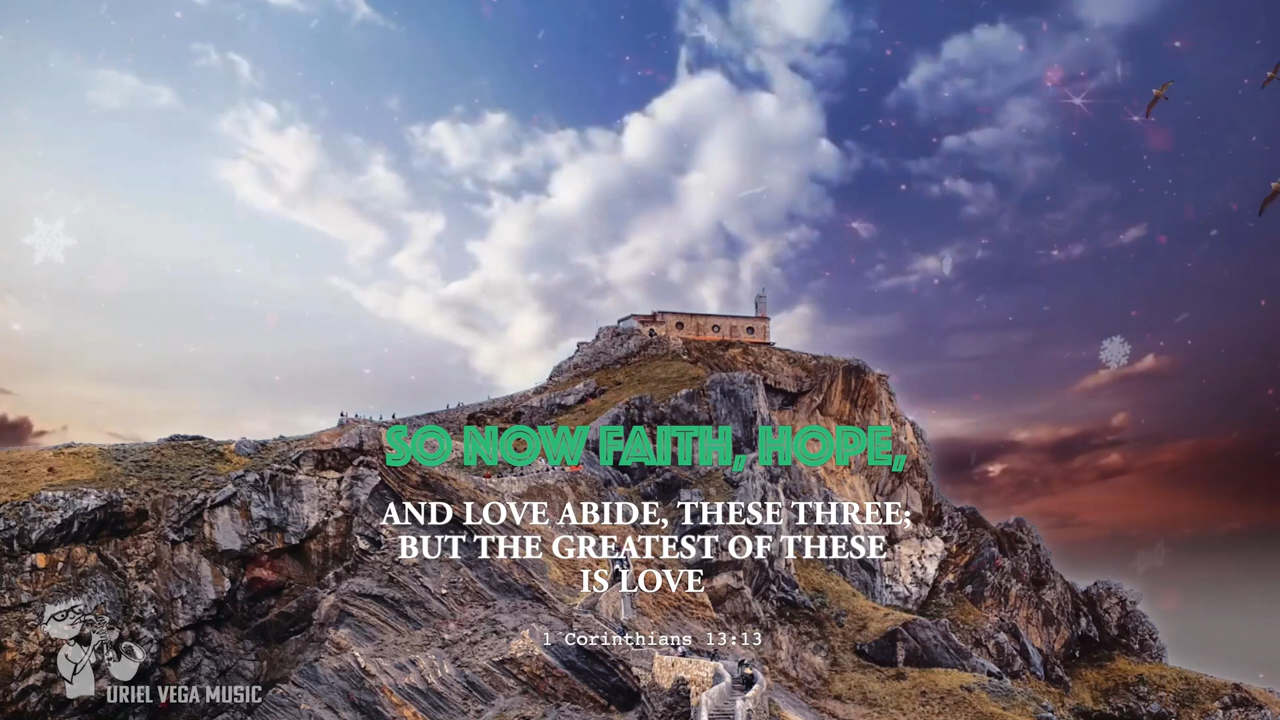 SO NOW FAITH, HOPE,
AND LOVE ABIDE, THESE THREE;
BUT THE GREATEST OF THESE
IS LOVE
1 Corinthians 13:13
URIEL VEGA MUSIC